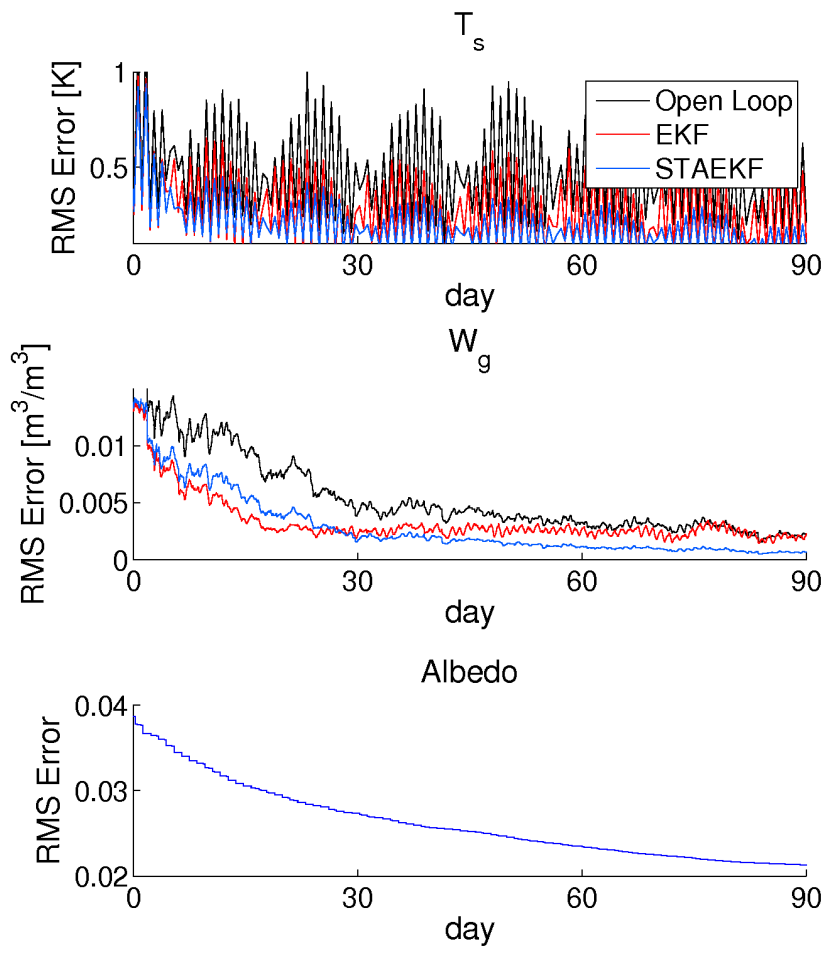 T_s
RMS Error [K]
1
0.5
Open Loop
EKF
STAEKF
0 30 60 90
day
W_g
RMS Error [m^3/m^3]
0.01
0.005
0
0 30 60 90
day
Albedo
RMS Error
0.04
0.03
0.02
0 30 60 90
day